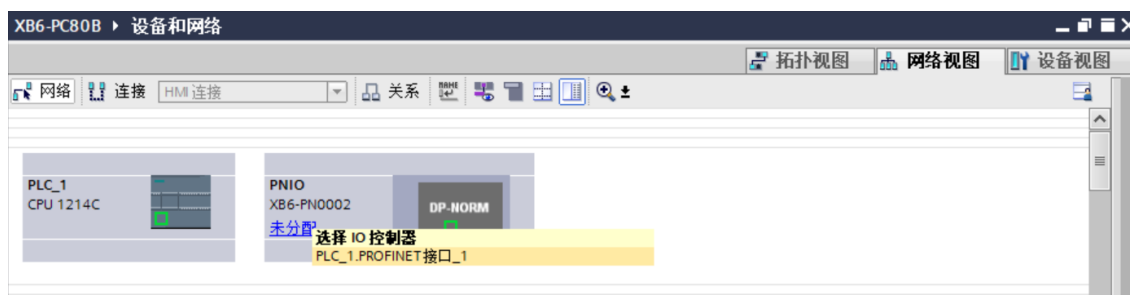 XB6-PC80B ▸ 设备和网络
拓扑视图 网络视图 设备视图
网络 连接 HMI 连接 关系
PLC_1
CPU 1214C
PNIO
XB6-PN0002
DP-NORM
未分配
选择 IO 控制器
PLC_1.PROFINET接口_1